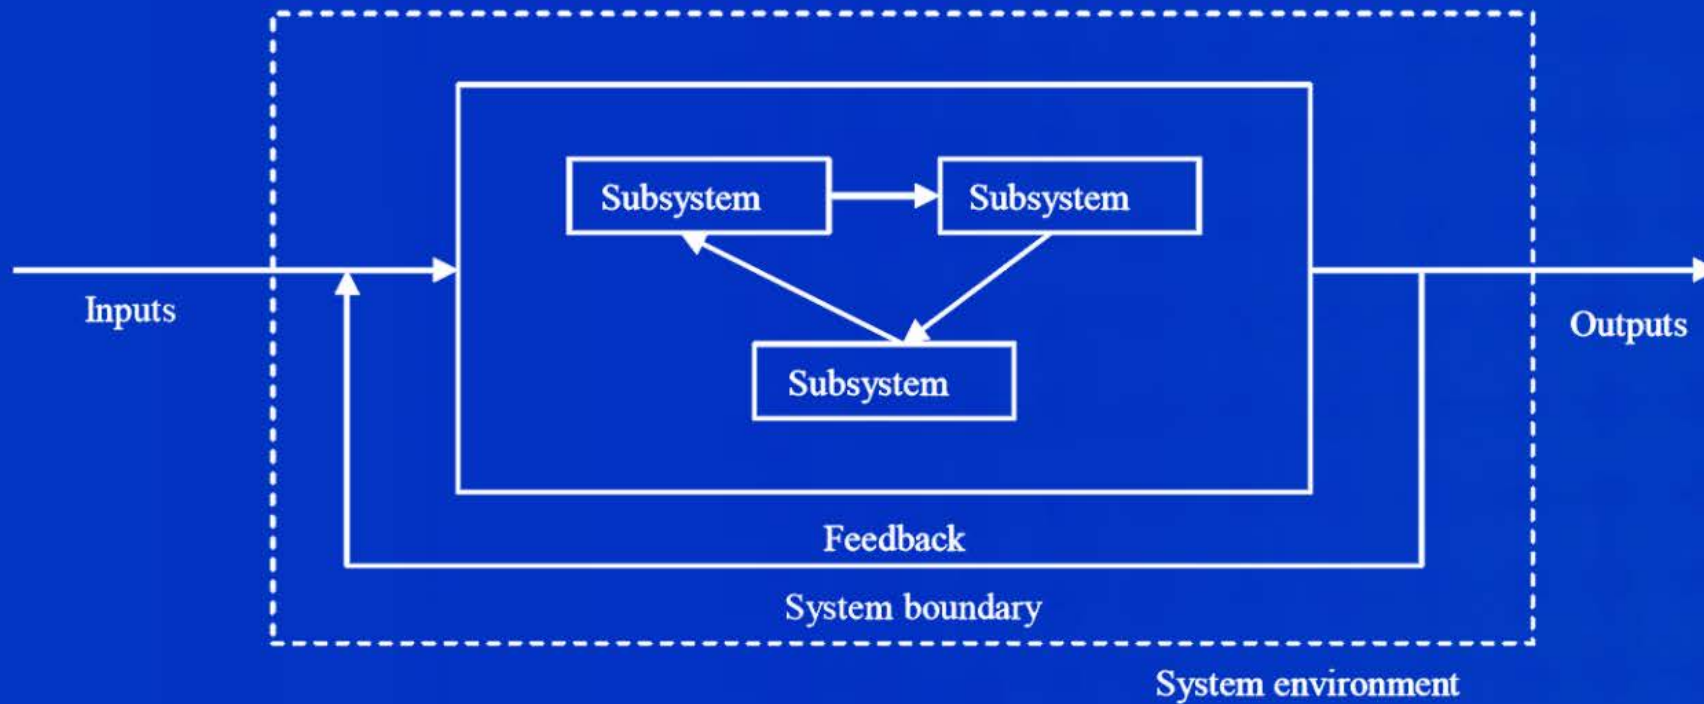 Subsystem
Subsystem
Inputs
Outputs
Subsystem
Feedback
System boundary
System environment